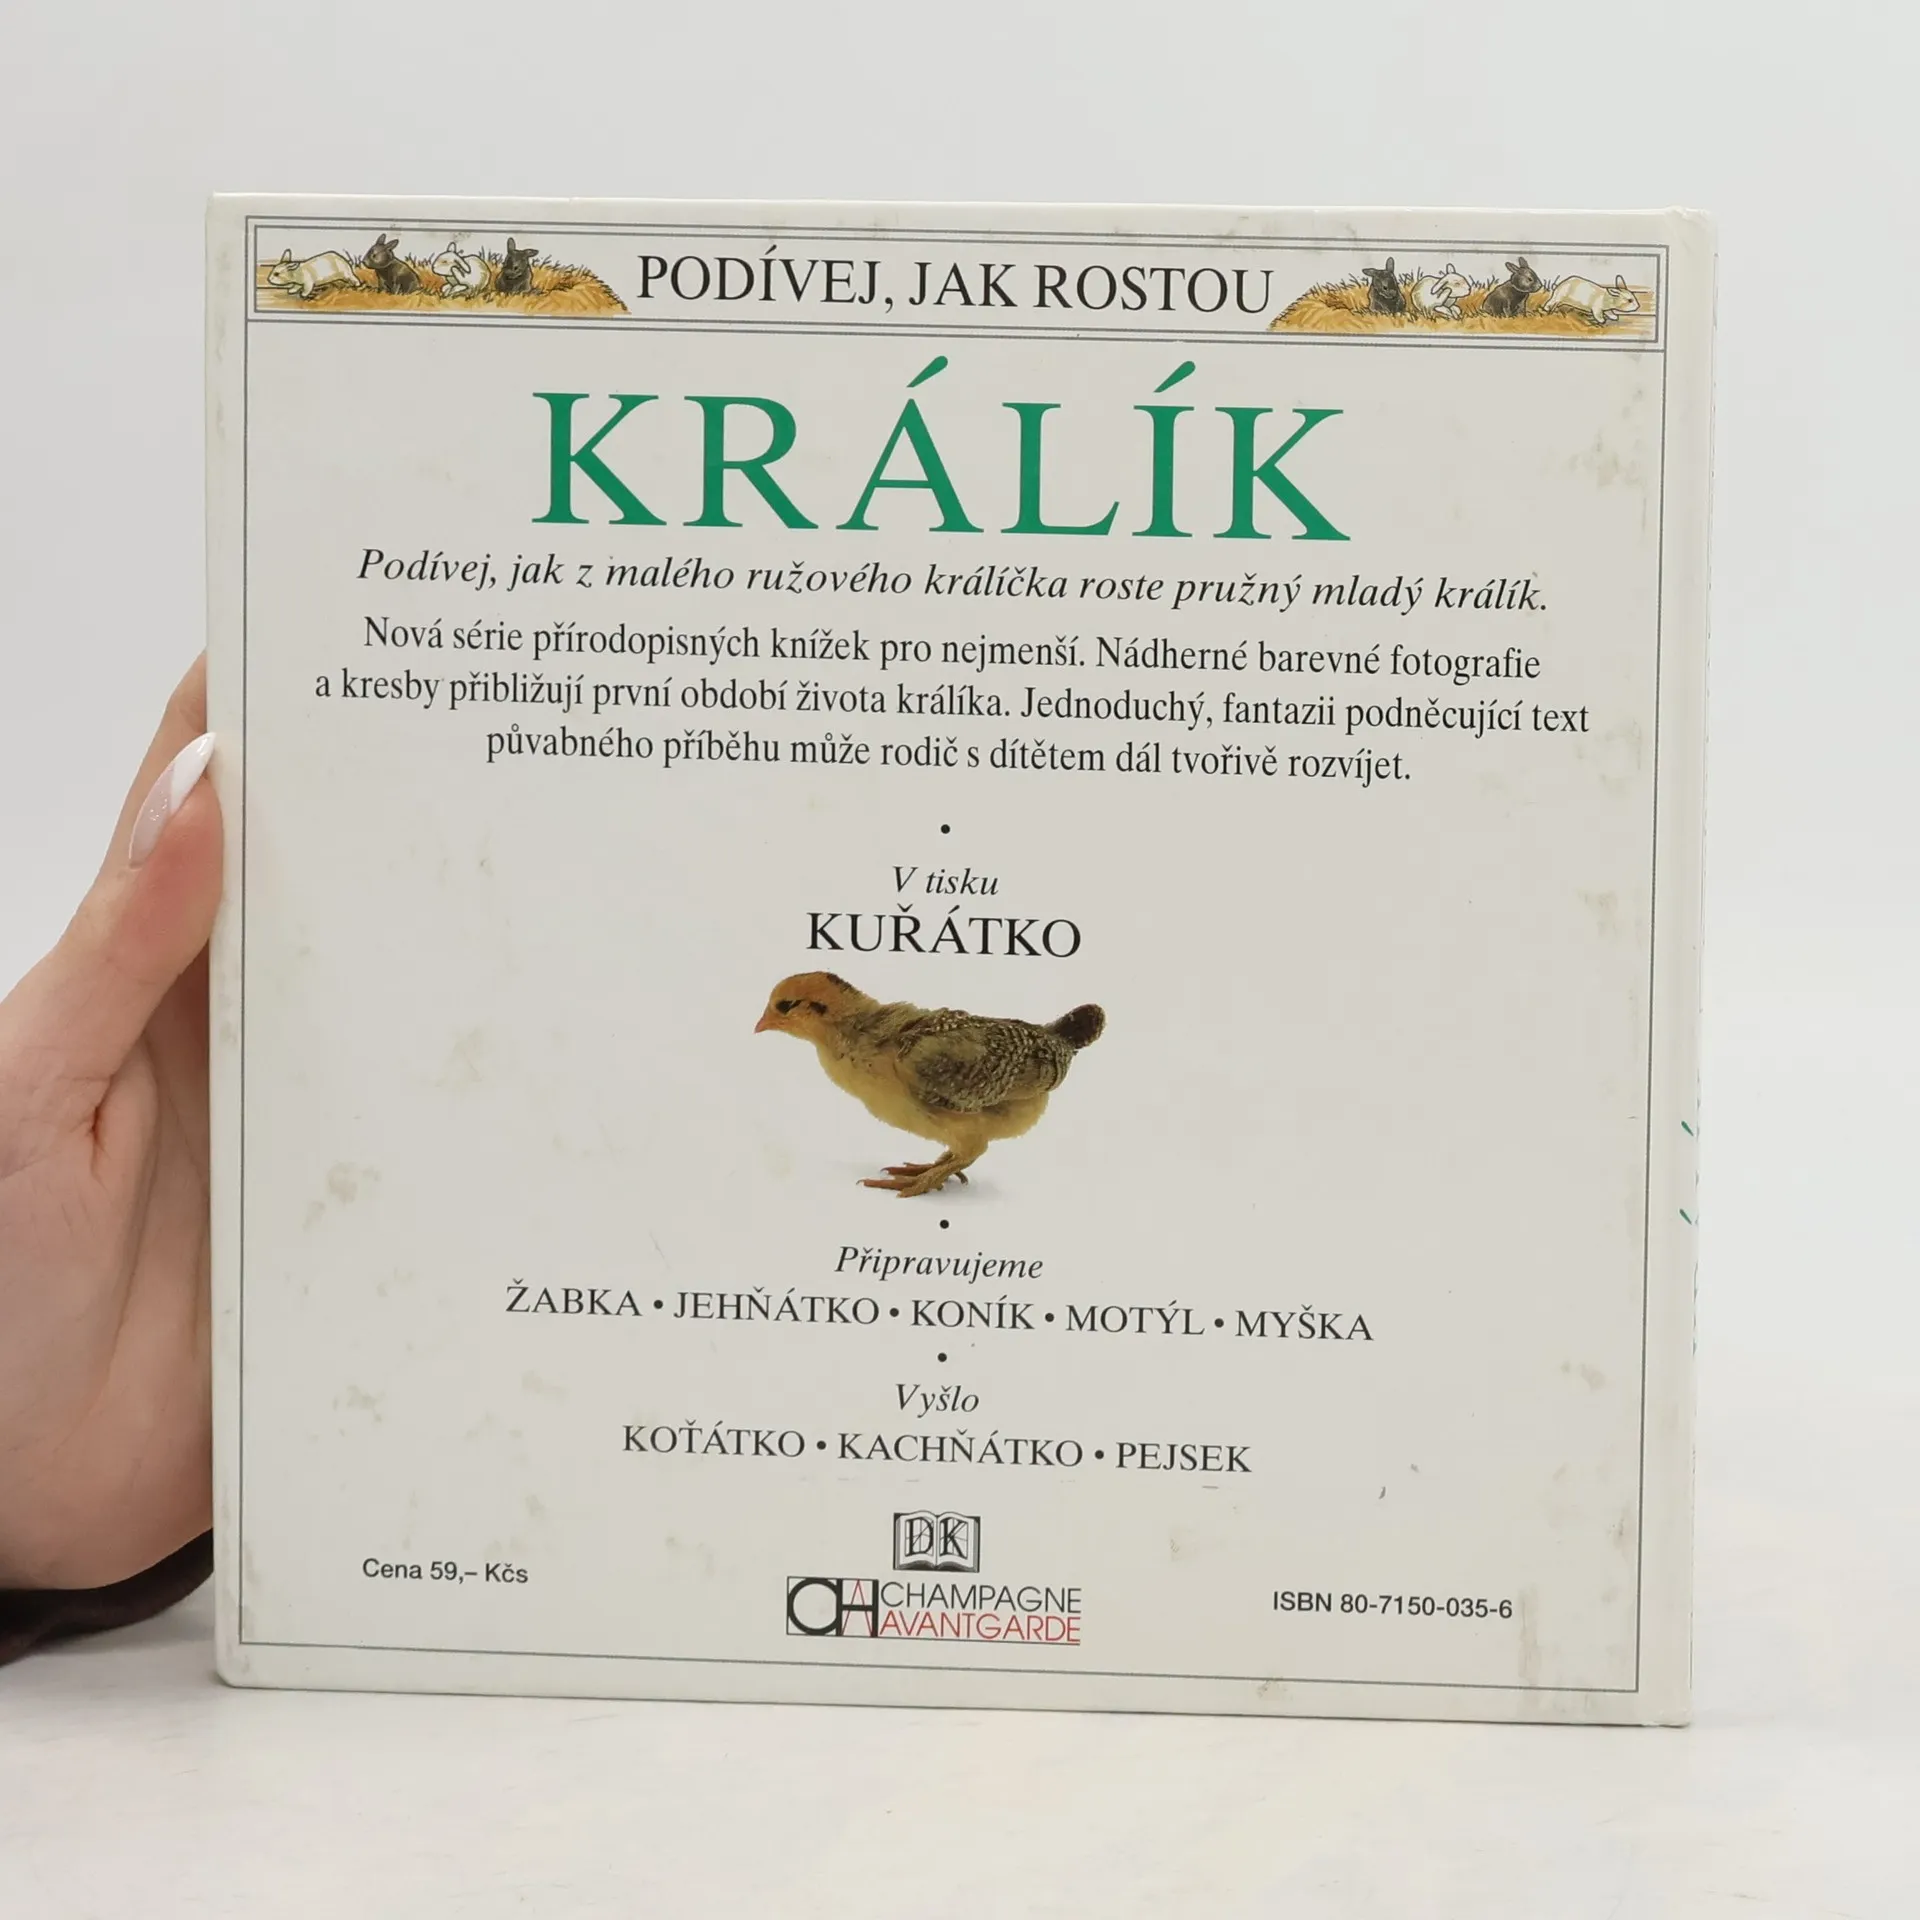 PODÍVEJ, JAK ROSTOU
KRÁLÍK
Podívej, jak z malého ružového králíčka roste pružný mladý králík.
Nová série přírodopisných knížek pro nejmenší. Nádherné barevné fotografie
a kresby přibližují první období života králíka. Jednoduchý, fantazii podněcující text
půvabného příběhu může rodič s dítětem dál tvořivě rozvíjet.
•
V tisku
KUŘÁTKO
•
Připravujeme
ŽABKA • JEHŇÁTKO • KONÍK • MOTÝL • MYŠKA
•
Vyšlo
KOŤÁTKO • KACHŇÁTKO • PEJSEK
DK
Cena 59,– Kčs
CHA CHAMPAGNE
AVANTGARDE
ISBN 80-7150-035-6